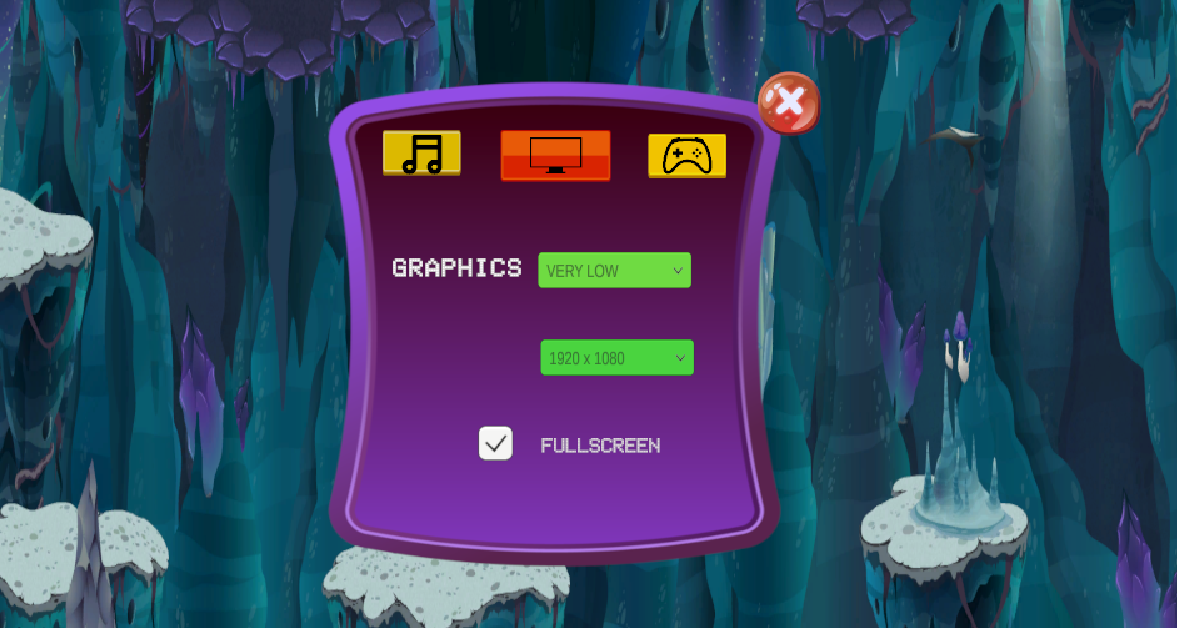 GRAPHICS VERY LOW
1920 x 1080
FULLSCREEN